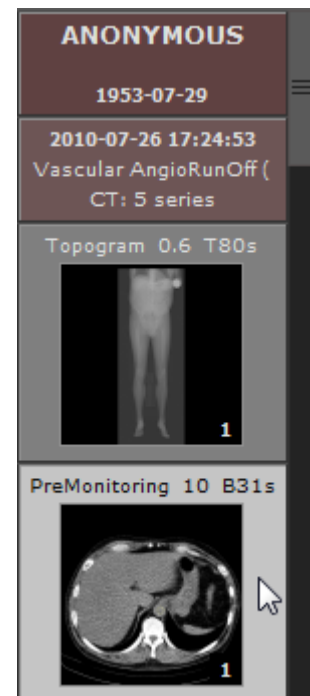 ANONYMOUS
1953-07-29
2010-07-26 17:24:53
Vascular AngioRunOff (
CT: 5 series
Topogram 0.6 T80s
1
PreMonitoring 10 B31s
1